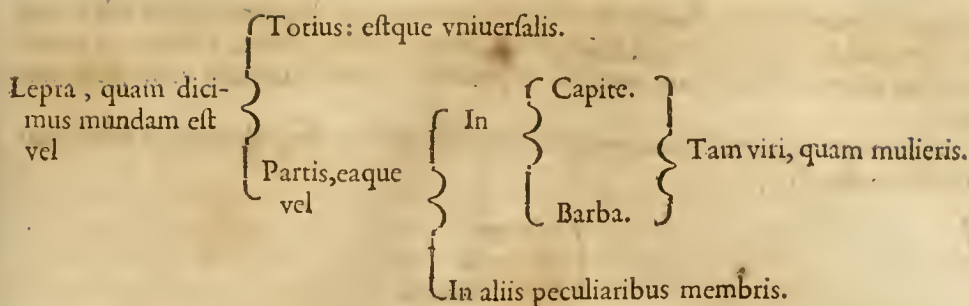 Totius: eſtque vniuerſalis.
Lepra, quam dici-
mus mundam eſt
vel
Partis, eaque
vel
In
Capite.
Barba.
Tam viri, quam mulieris.
In aliis peculiaribus membris.